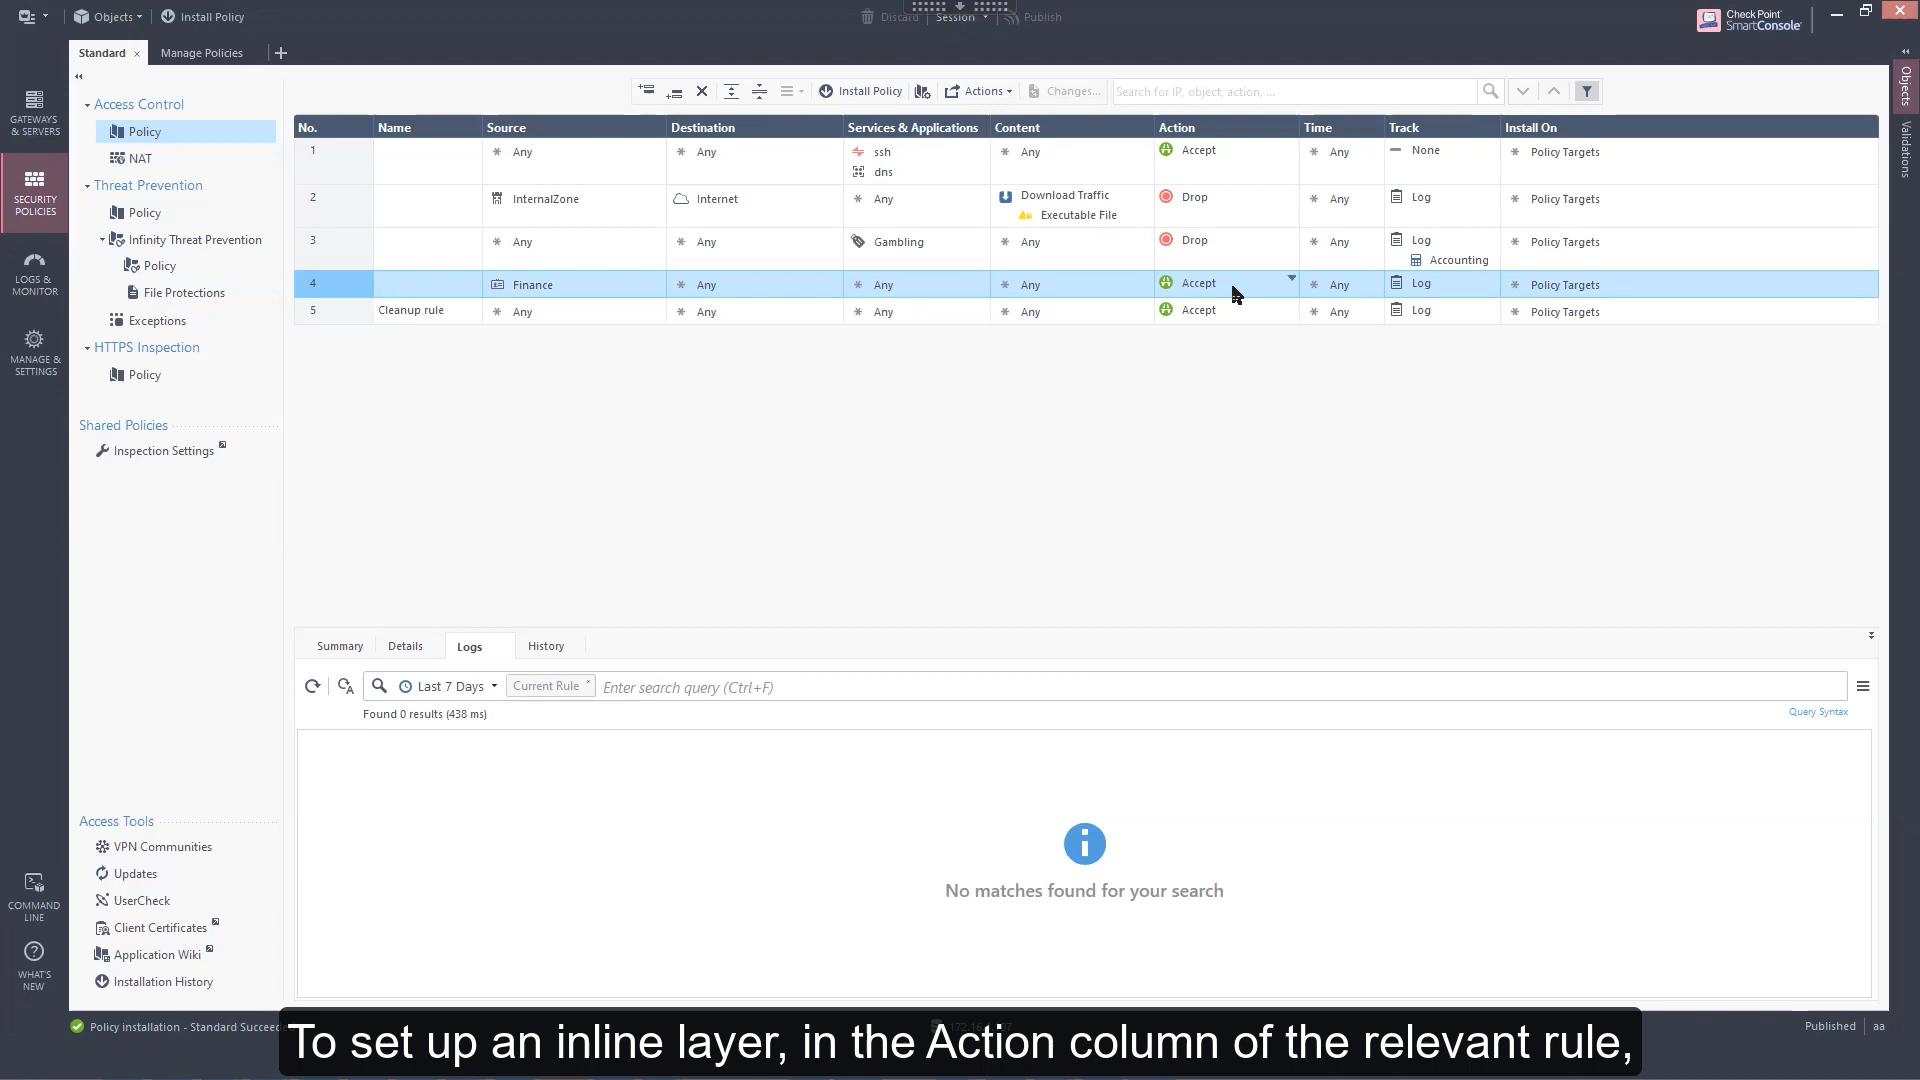 Objects
Install Policy
Discard
Session
Publish
Check Point
SmartConsole
Standard
Manage Policies
Objects
Validations
GATEWAYS
& SERVERS
SECURITY
POLICIES
LOGS &
MONITOR
MANAGE &
SETTINGS
COMMAND
LINE
WHAT'S
NEW
Access Control
Policy
NAT
Threat Prevention
Policy
Infinity Threat Prevention
Policy
File Protections
Exceptions
HTTPS Inspection
Policy
Shared Policies
Inspection Settings
Access Tools
VPN Communities
Updates
UserCheck
Client Certificates
Application Wiki
Installation History
Install Policy
Actions
Changes...
Search for IP, object, action, ...
No. Name Source Destination Services & Applications Content Action Time Track Install On
1 Any Any ssh Any Accept Any None Policy Targets
dns
2 InternalZone Internet Any Download Traffic Drop Any Log Policy Targets
Executable File
3 Any Any Gambling Any Drop Any Log Policy Targets
Accounting
4 Finance Any Any Any Accept Any Log Policy Targets
5 Cleanup rule Any Any Any Any Accept Any Log Policy Targets
Summary Details Logs History
Last 7 Days Current Rule Enter search query (Ctrl+F)
Found 0 results (438 ms)
Query Syntax
No matches found for your search
Policy installation - Standard Succeede
Published aa
To set up an inline layer, in the Action column of the relevant rule,